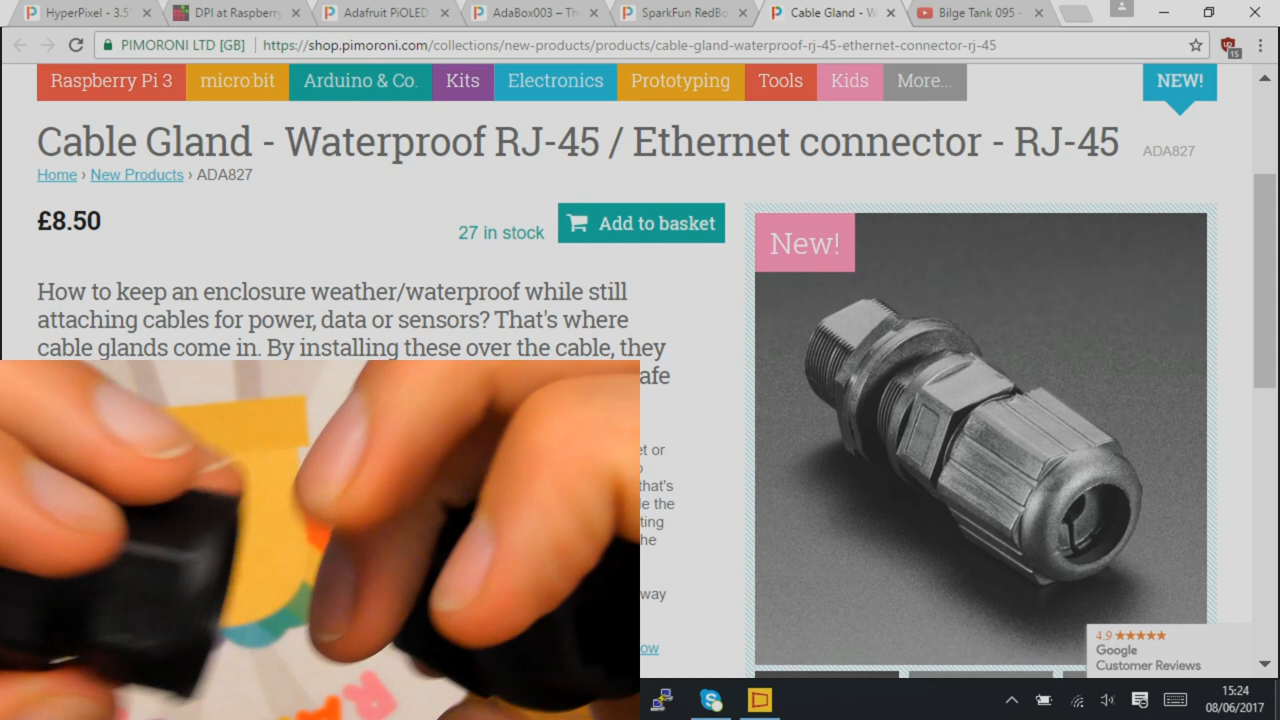 HyperPixel - 3.5"
DPI at Raspberry
Adafruit PiOLED
AdaBox003 – Th
SparkFun RedBo
Cable Gland - W
Bilge Tank 095 -
PIMORONI LTD [GB]
https://shop.pimoroni.com/collections/new-products/products/cable-gland-waterproof-rj-45-ethernet-connector-rj-45
15
Raspberry Pi 3
micro:bit
Arduino & Co.
Kits
Electronics
Prototyping
Tools
Kids
More...
NEW!
Cable Gland - Waterproof RJ-45 / Ethernet connector - RJ-45
ADA827
Home › New Products › ADA827
£8.50
27 in stock
Add to basket
New!
How to keep an enclosure weather/waterproof while still
attaching cables for power, data or sensors? That's where
cable glands come in. By installing these over the cable, they
afe
et or
that's
le the
ting
he
way
ow
4.9 ★★★★★
Google
Customer Reviews
15:24
08/06/2017